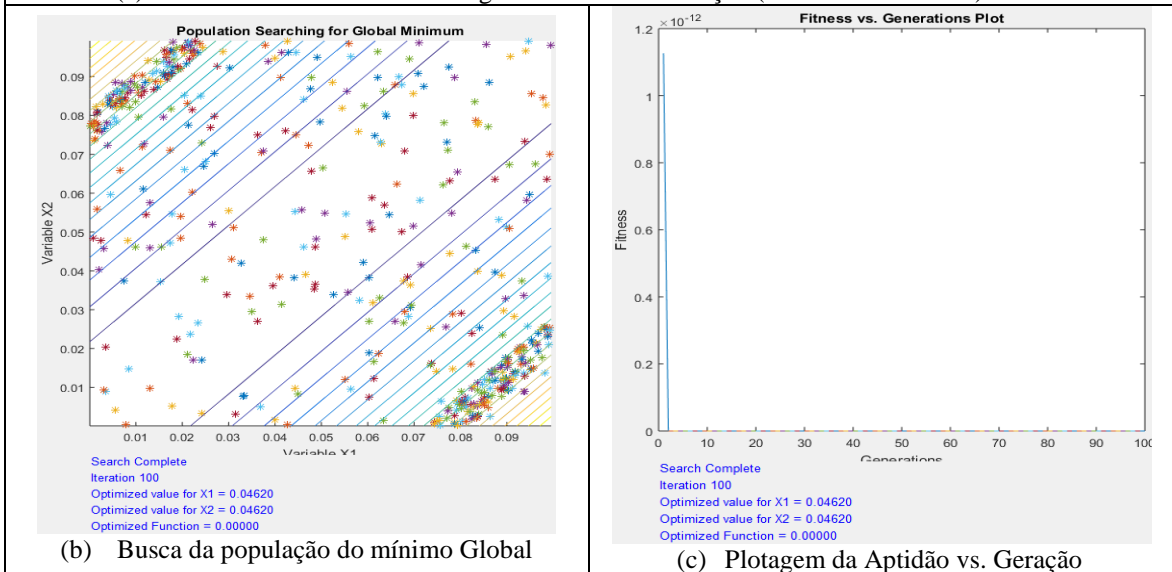 Population Searching for Global Minimum
0.09
0.08
0.07
0.06
0.05
0.04
0.03
0.02
0.01
Variable X2
0.01 0.02 0.03 0.04 0.05 0.06 0.07 0.08 0.09
Variable X1
Search Complete
Iteration 100
Optimized value for X1 = 0.04620
Optimized value for X2 = 0.04620
Optimized Function = 0.00000
(b) Busca da população do mínimo Global
×10-12
Fitness vs. Generations Plot
1.2
1
0.8
0.6
0.4
0.2
0
Fitness
0 10 20 30 40 50 60 70 80 90 100
Generations
Search Complete
Iteration 100
Optimized value for X1 = 0.04620
Optimized value for X2 = 0.04620
Optimized Function = 0.00000
(c) Plotagem da Aptidão vs. Geração